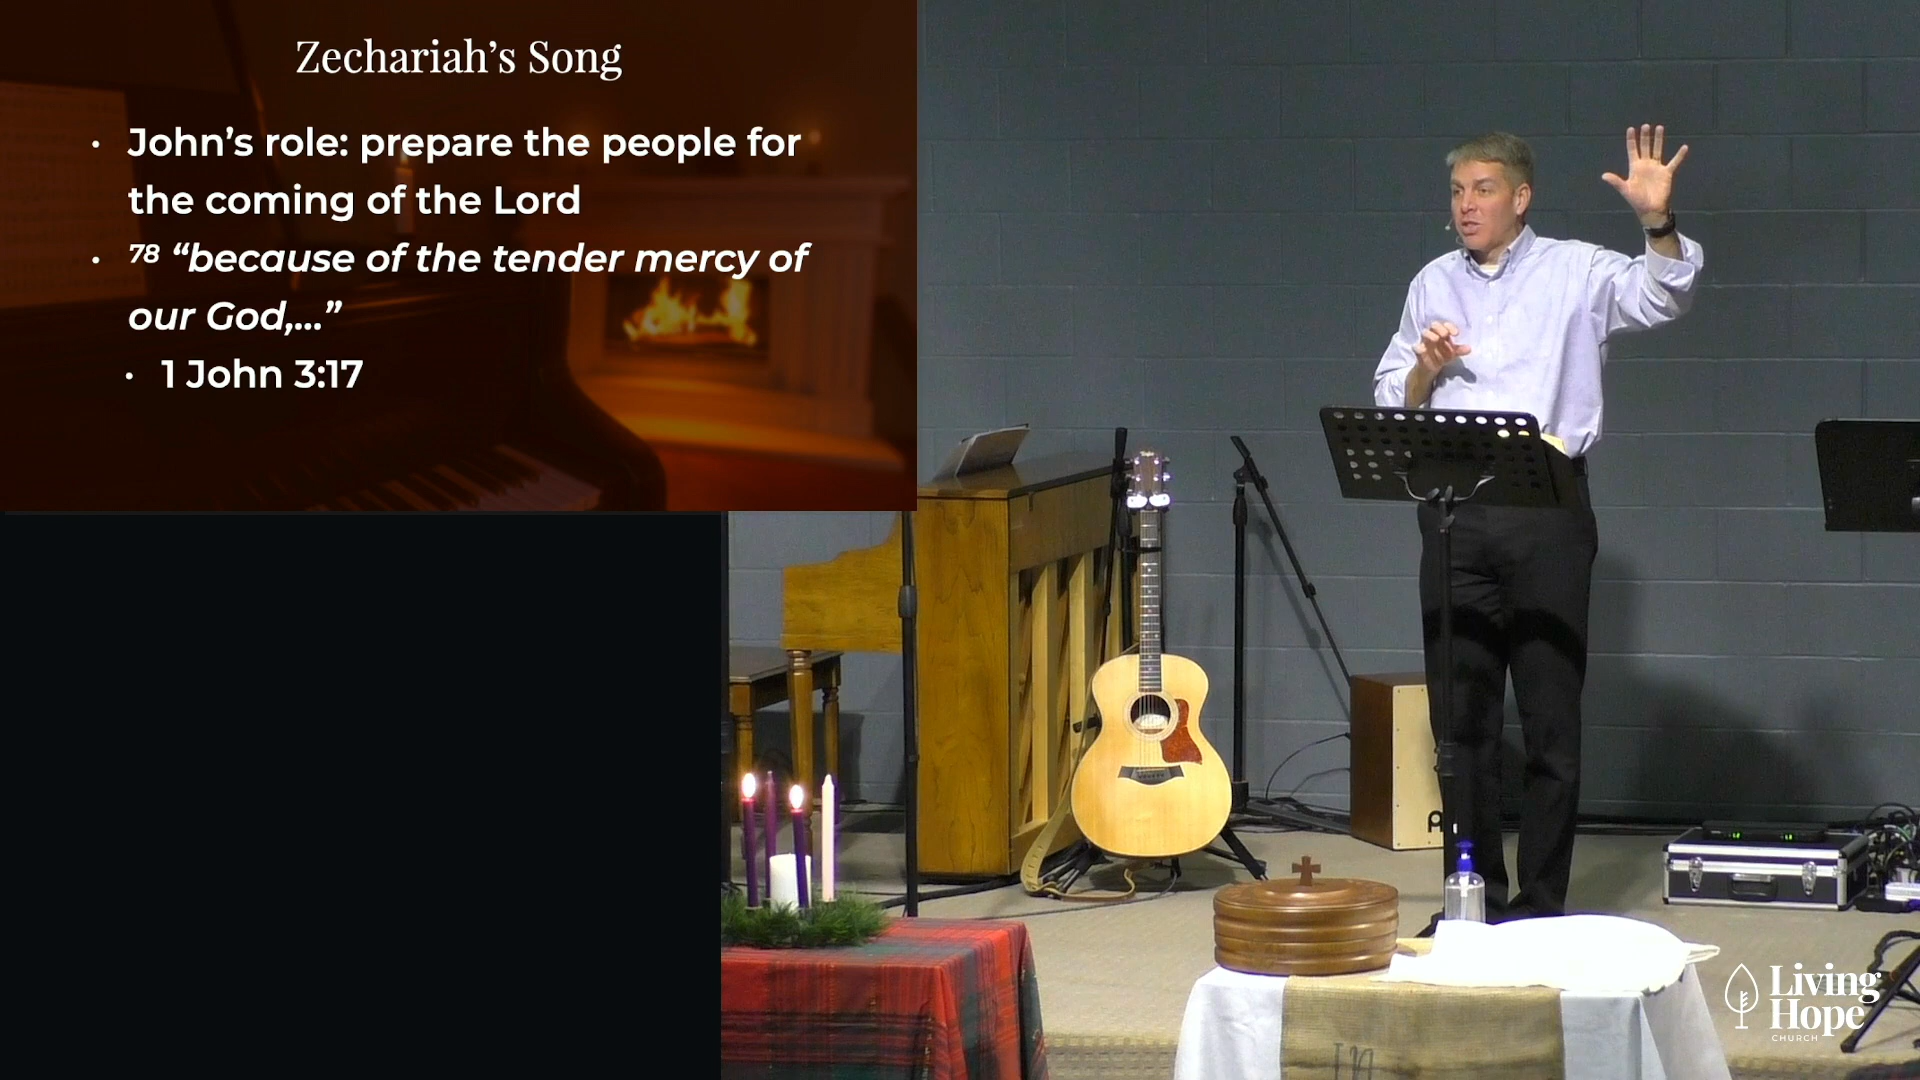 Zechariah’s Song
• John’s role: prepare the people for
the coming of the Lord
• ⁷⁸ “because of the tender mercy of
our God,...”
• 1 John 3:17
Living
Hope
CHURCH